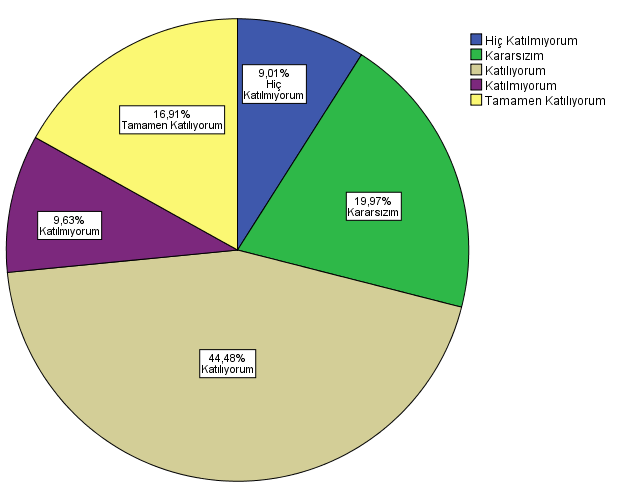 9,01%
Hiç
Katılmıyorum
19,97%
Kararsızım
44,48%
Katılıyorum
9,63%
Katılmıyorum
16,91%
Tamamen Katılıyorum
Hiç Katılmıyorum
Kararsızım
Katılıyorum
Katılmıyorum
Tamamen Katılıyorum